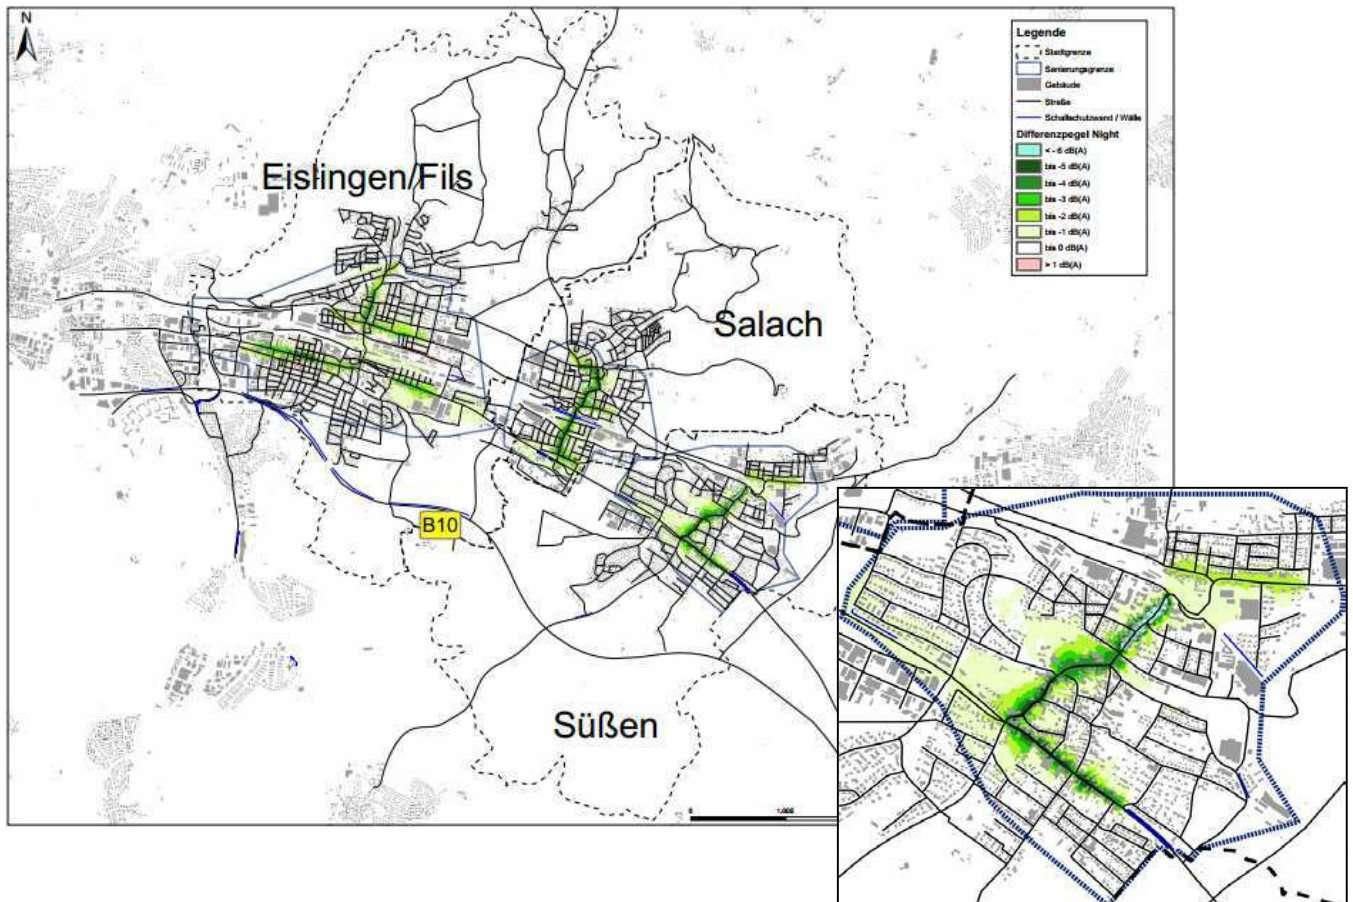 N
Legende
Stadtgrenze
Sanierungsgrenze
Gebäude
Straße
Schallschutzwand / Wälle
Differenzpegel Night
< - 6 dB(A)
bis -5 dB(A)
bis -4 dB(A)
bis -3 dB(A)
bis -2 dB(A)
bis -1 dB(A)
bis 0 dB(A)
> 1 dB(A)
Eislingen/Fils
Salach
B10
Süßen
0 1.000